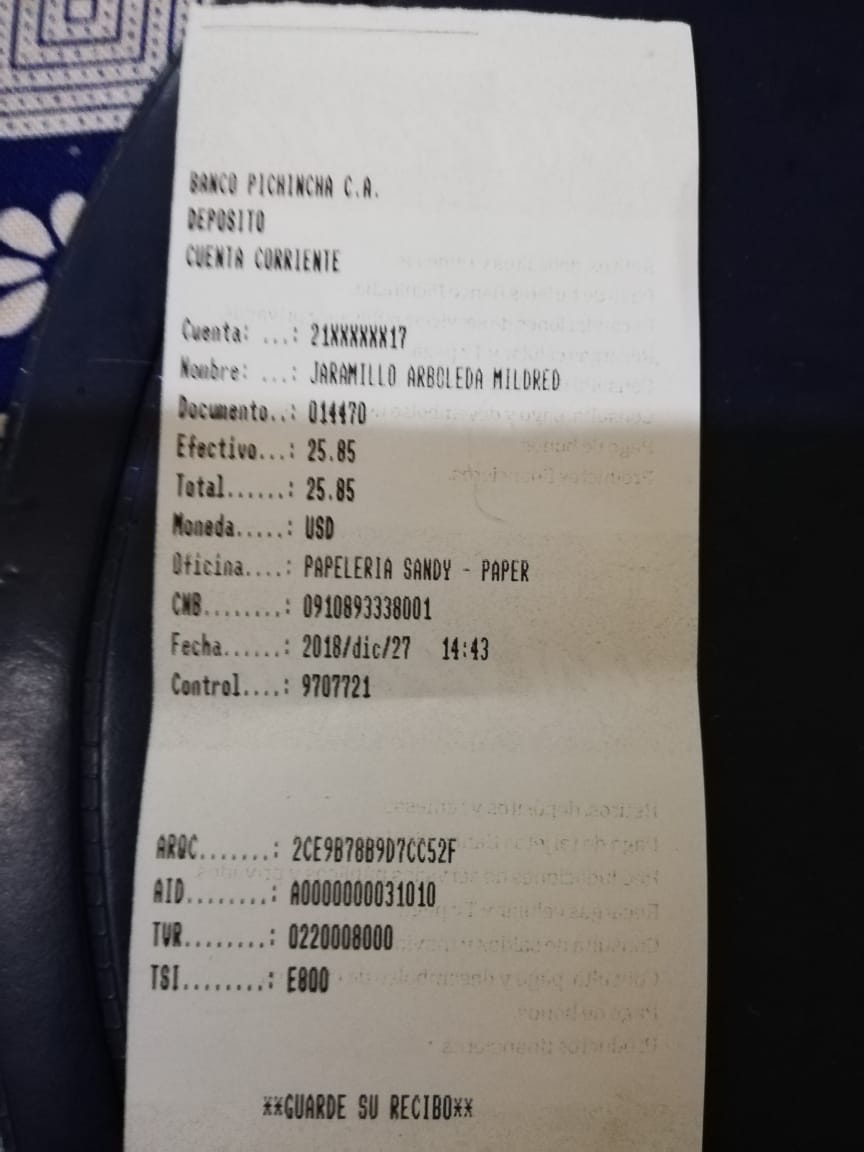 BANCO PICHINCHA C.A.
DEPOSITO
CUENTA CORRIENTE
Cuenta: ...: 21XXXXXX17
Nombre: ...: JARAMILLO ARBOLEDA MILDRED
Documento..: 014470
Efectivo...: 25.85
Total......: 25.85
Moneda.....: USD
Oficina....: PAPELERIA SANDY - PAPER
CNB........: 0910893338001
Fecha......: 2018/dic/27 14:43
Control....: 9707721
ARQC.......: 2CE9B78B9D7CC52F
AID........: A0000000031010
TVR........: 0220008000
TSI........: E800
**GUARDE SU RECIBO**